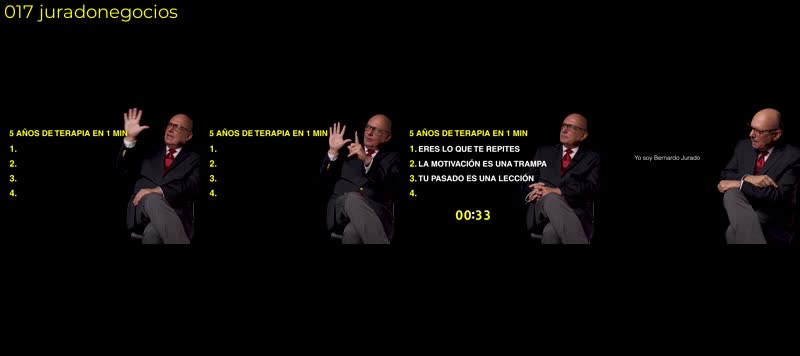 017 juradonegocios
5 AÑOS DE TERAPIA EN 1 MIN
1.
2.
3.
4.
5 AÑOS DE TERAPIA EN 1 MIN
1.
2.
3.
4.
5 AÑOS DE TERAPIA EN 1 MIN
1. ERES LO QUE TE REPITES
2. LA MOTIVACIÓN ES UNA TRAMPA
3. TU PASADO ES UNA LECCIÓN
4.
00:33
Yo soy Bernardo Jurado